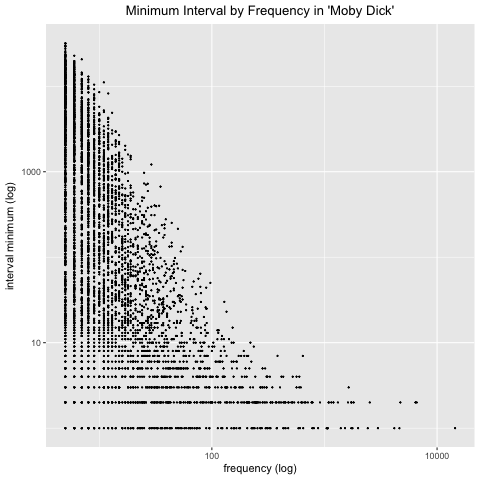 Minimum Interval by Frequency in 'Moby Dick'
interval minimum (log)
1000
10
100
10000
frequency (log)